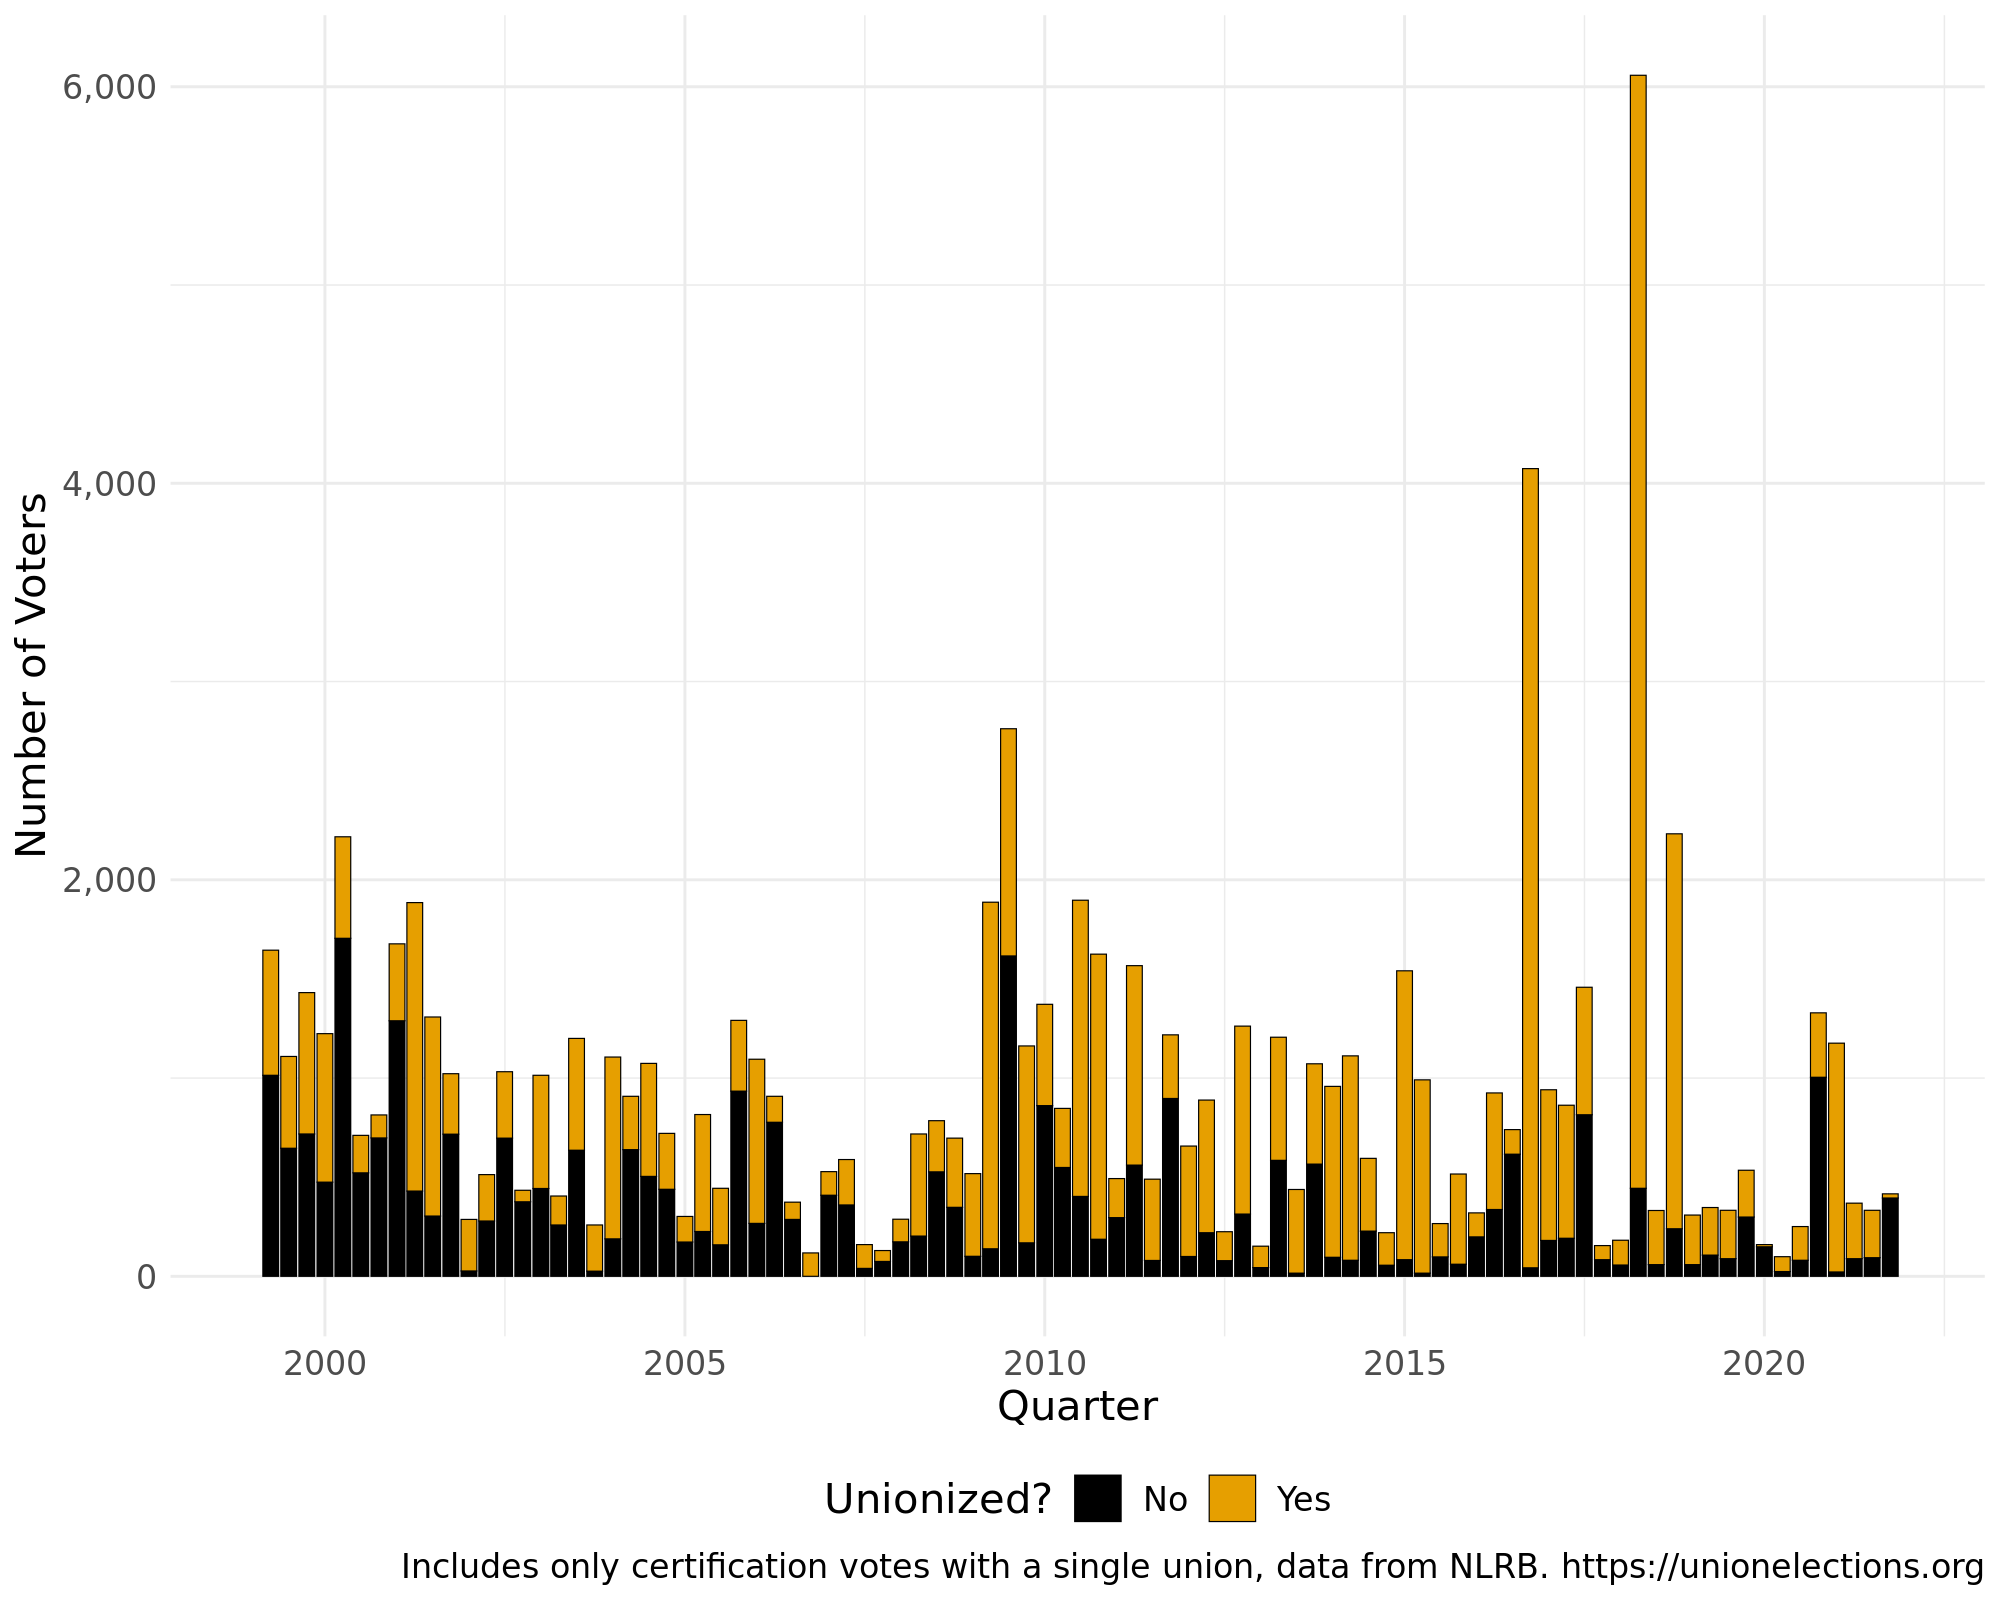 6,000
4,000
2,000
0
Number of Voters
2000 2005 2010 2015 2020
Quarter
Unionized? No Yes
Includes only certification votes with a single union, data from NLRB. https://unionelections.org